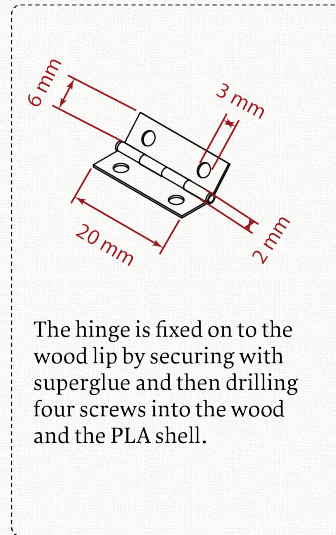 6 mm
3 mm
20 mm
2 mm
The hinge is fixed on to the
wood lip by securing with
superglue and then drilling
four screws into the wood
and the PLA shell.